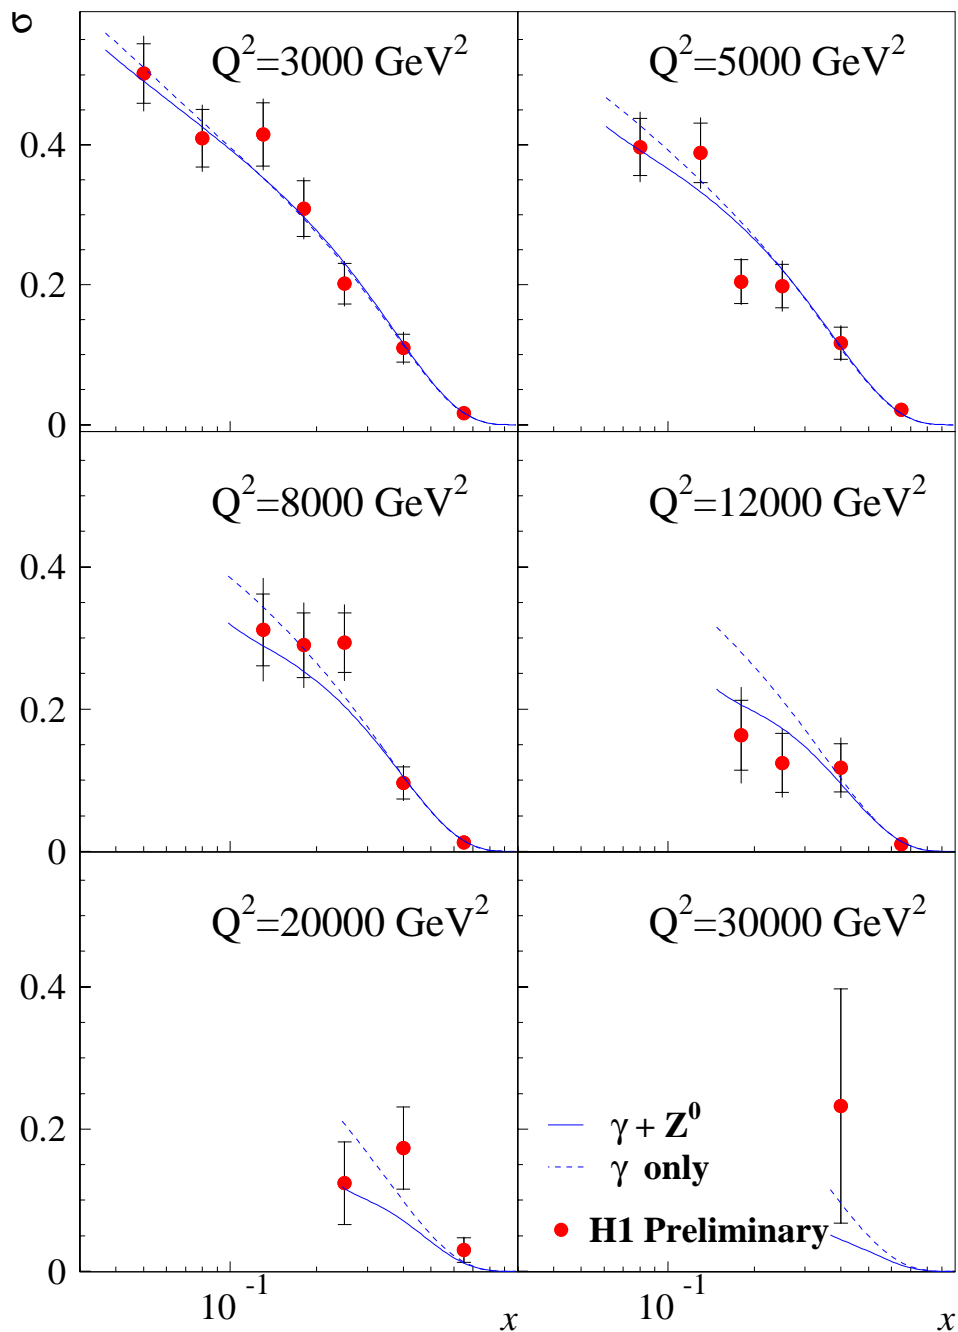 σ
Q²=3000 GeV²
Q²=5000 GeV²
0.4
0.2
0
Q²=8000 GeV²
Q²=12000 GeV²
0.4
0.2
0
Q²=20000 GeV²
Q²=30000 GeV²
0.4
0.2
0
γ + Z⁰
γ only
H1 Preliminary
10⁻¹
x
10⁻¹
x